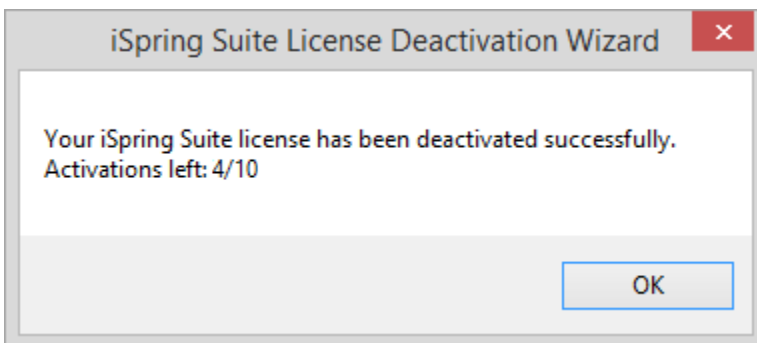 iSpring Suite License Deactivation Wizard
Your iSpring Suite license has been deactivated successfully.
Activations left: 4/10
OK